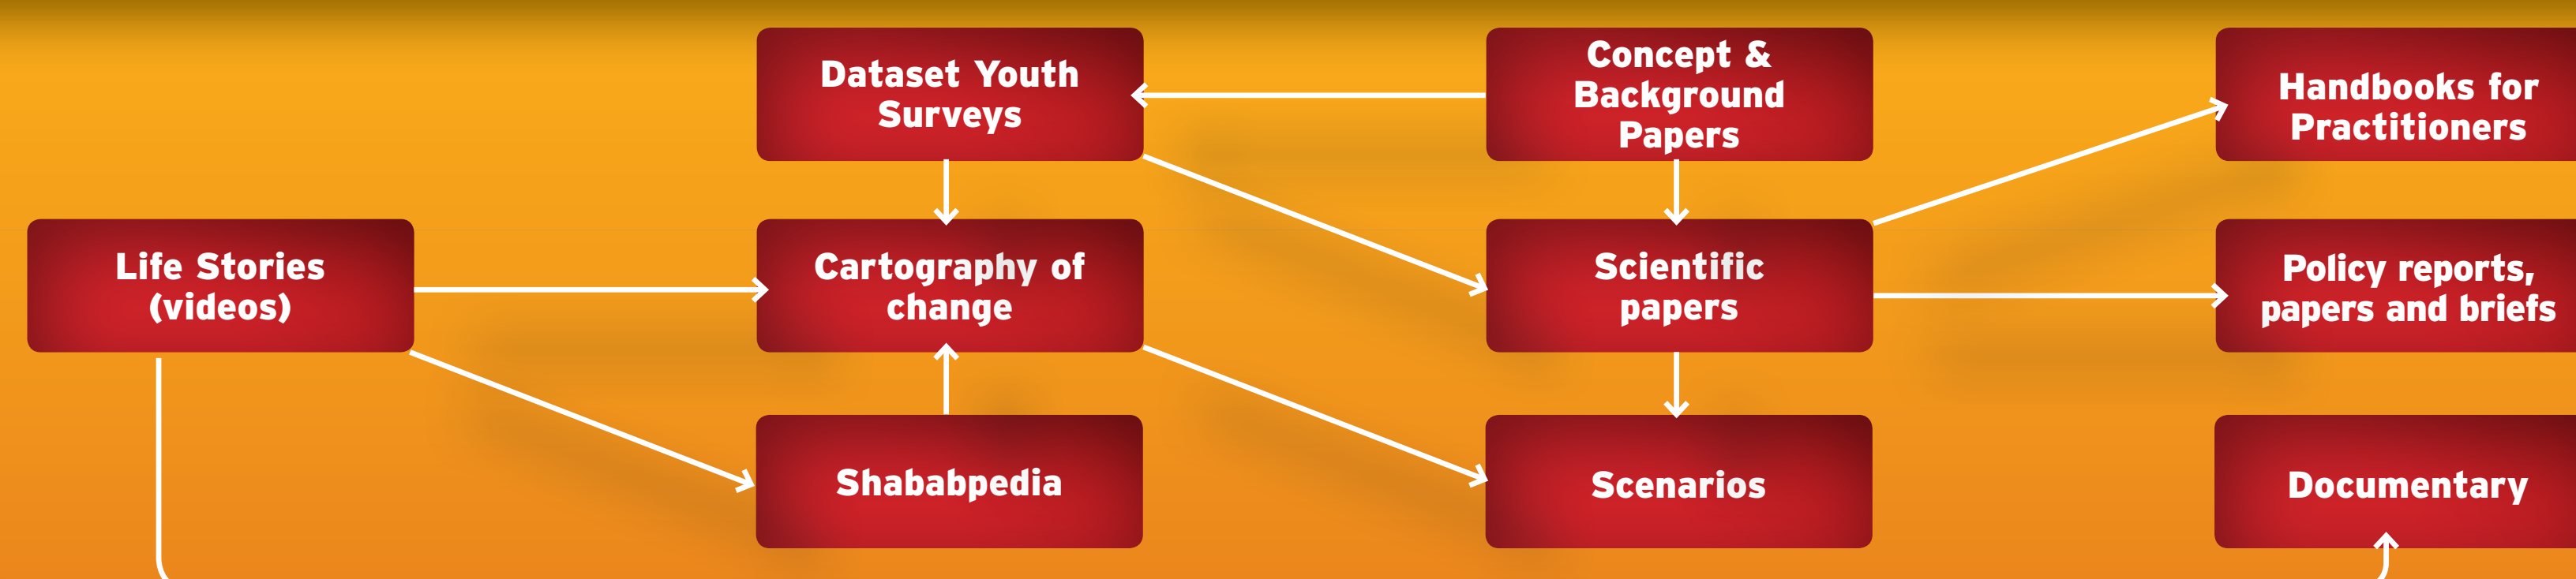 Dataset Youth
Surveys
Concept &
Background
Papers
Handbooks for
Practitioners
Life Stories
(videos)
Cartography of
change
Scientific
papers
Policy reports,
papers and briefs
Shababpedia
Scenarios
Documentary